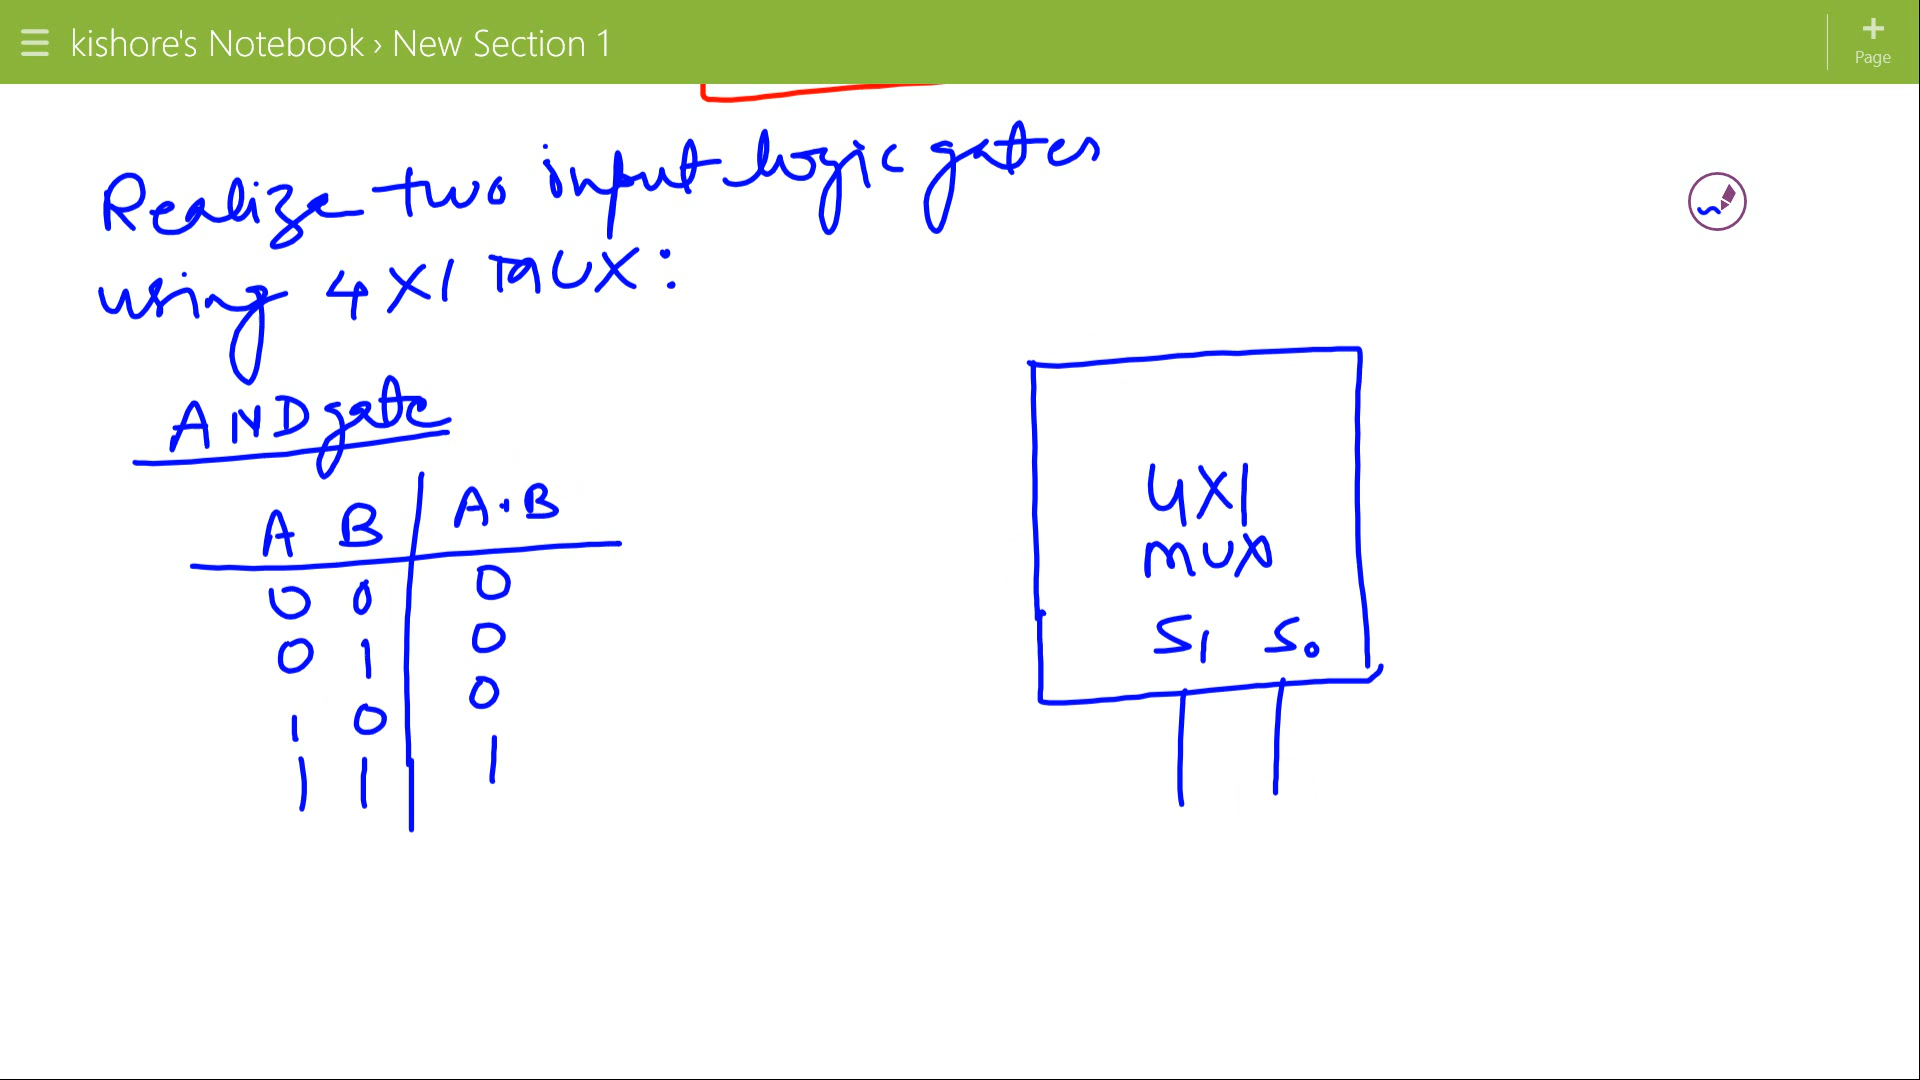 kishore's Notebook › New Section 1
Page
Realize two input logic gates
using 4X1 MUX:
AND gate
A B A.B
0 0 0
0 1 0
1 0 0
1 1 1
4X1
MUX
S1 S0